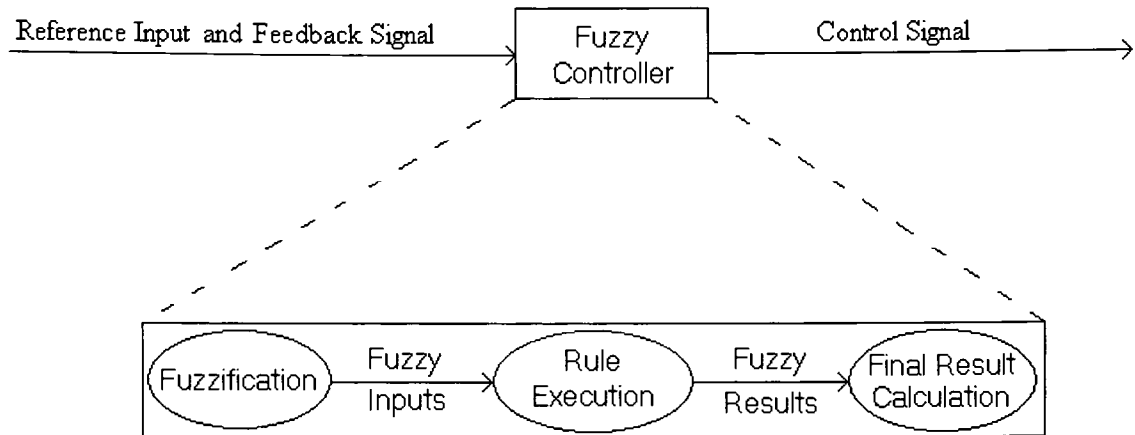 Reference Input and Feedback Signal
Fuzzy
Controller
Control Signal
Fuzzification
Fuzzy
Inputs
Rule
Execution
Fuzzy
Results
Final Result
Calculation